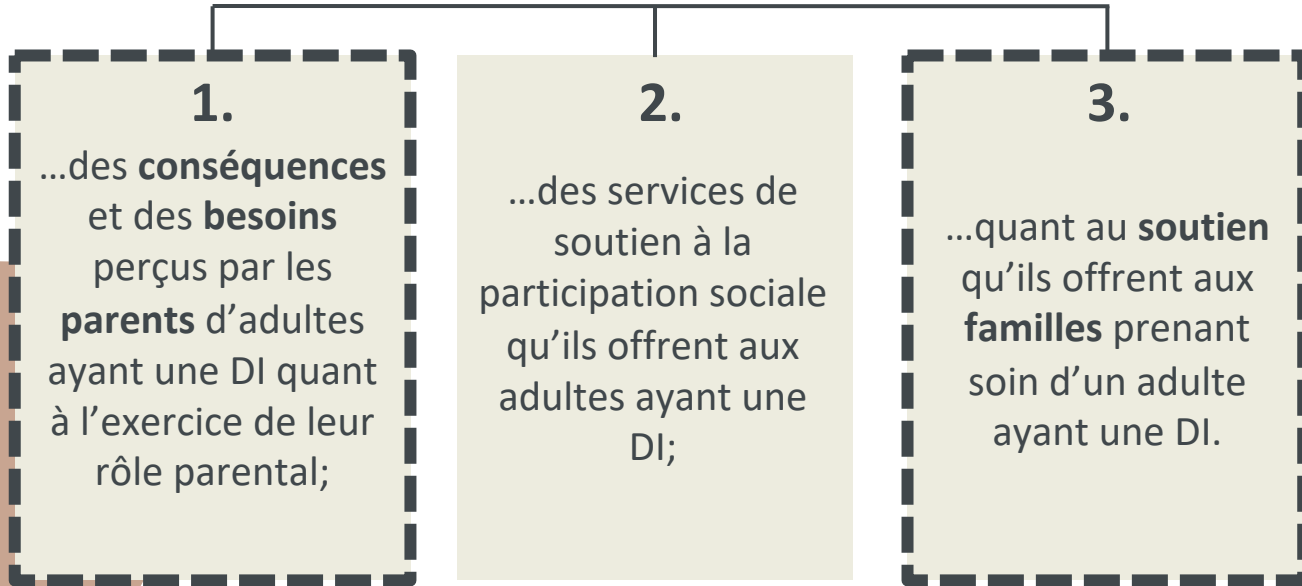 1.
…des conséquences
et des besoins
perçus par les
parents d’adultes
ayant une DI quant
à l’exercice de leur
rôle parental;
2.
…des services de
soutien à la
participation sociale
qu’ils offrent aux
adultes ayant une
DI;
3.
…quant au soutien
qu’ils offrent aux
familles prenant
soin d’un adulte
ayant une DI.